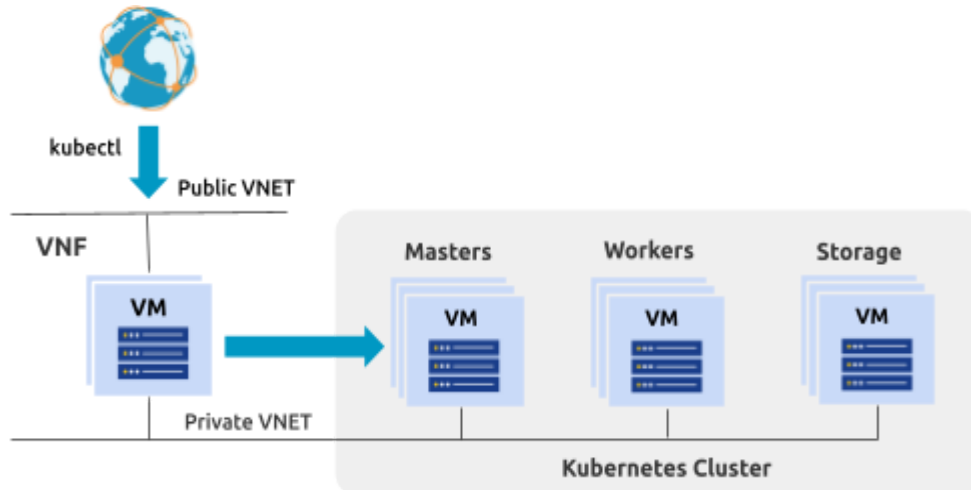 kubectl
Public VNET
VNF
Masters
Workers
Storage
VM
VM
VM
VM
Private VNET
Kubernetes Cluster